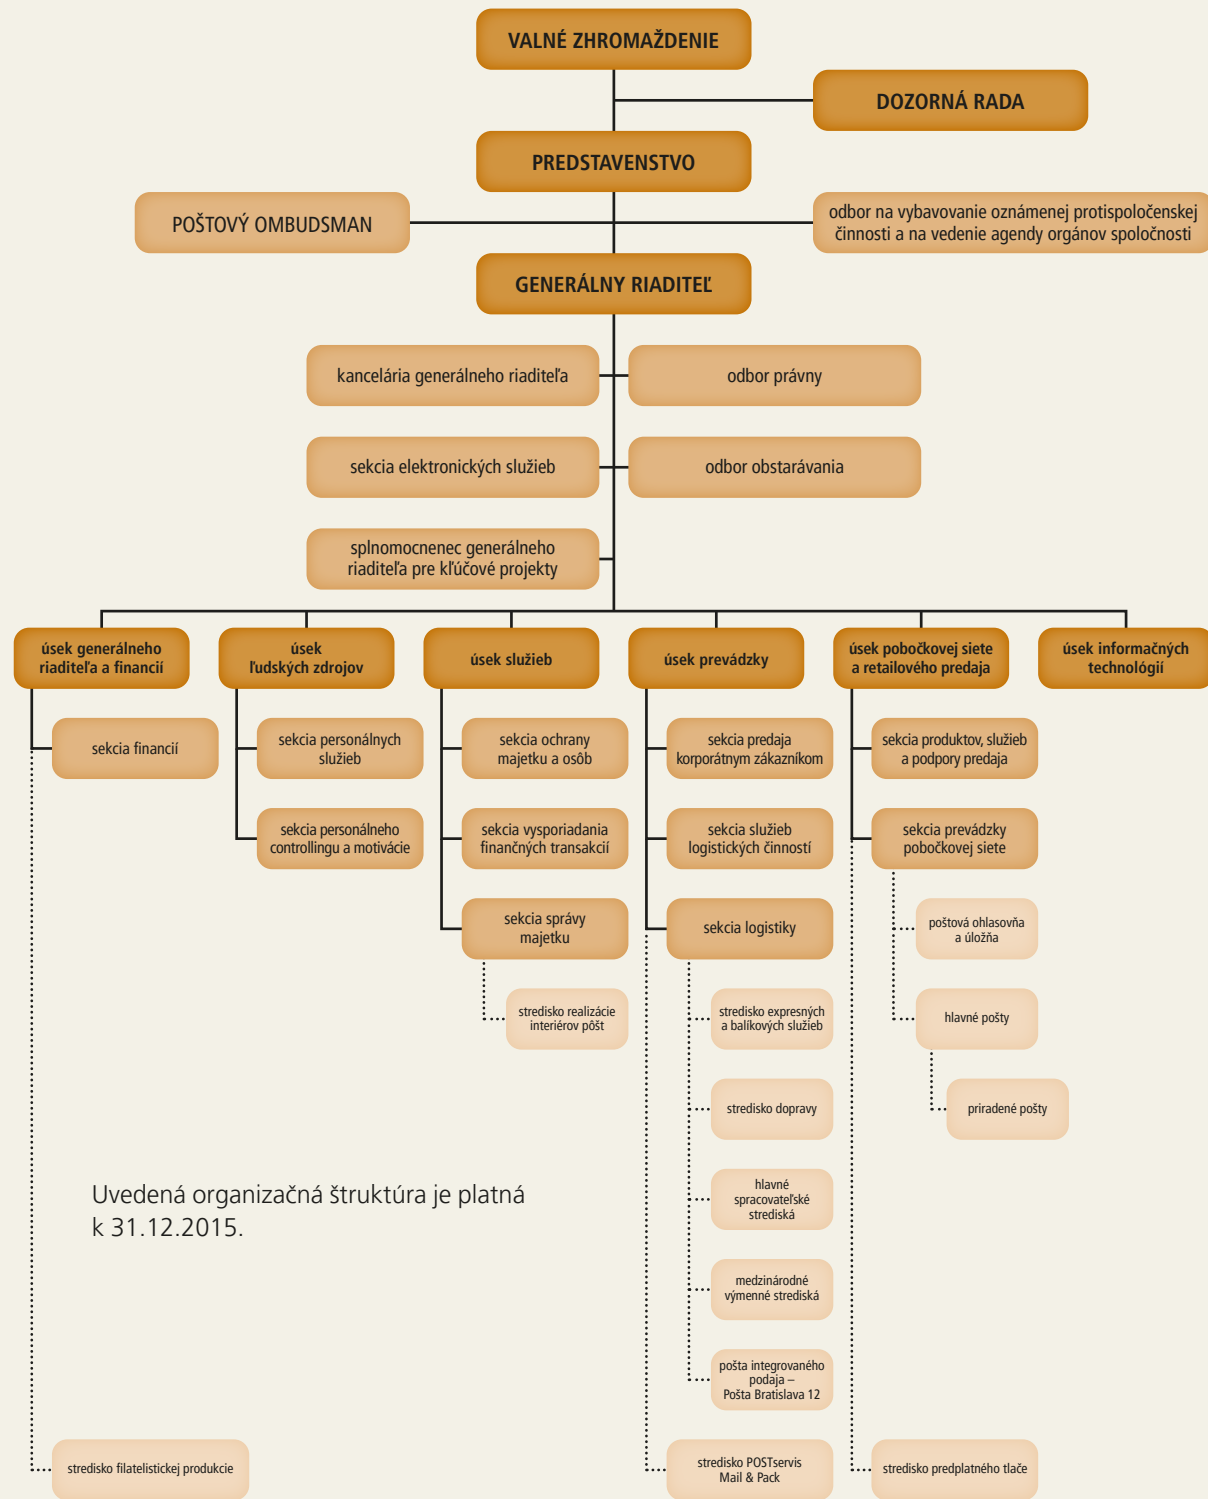 VALNÉ ZHROMAŽDENIE
DOZORNÁ RADA
PREDSTAVENSTVO
POŠTOVÝ OMBUDSMAN
odbor na vybavovanie oznámenej protispoločenskej
činnosti a na vedenie agendy orgánov spoločnosti
GENERÁLNY RIADITEĽ
kancelária generálneho riaditeľa
odbor právny
sekcia elektronických služieb
odbor obstarávania
splnomocnenec generálneho
riaditeľa pre kľúčové projekty
úsek generálneho
riaditeľa a financií
úsek
ľudských zdrojov
úsek služieb
úsek prevádzky
úsek pobočkovej siete
a retailového predaja
úsek informačných
technológií
sekcia financií
sekcia personálnych
služieb
sekcia ochrany
majetku a osôb
sekcia predaja
korporátnym zákazníkom
sekcia produktov, služieb
a podpory predaja
sekcia personálneho
controllingu a motivácie
sekcia vysporiadania
finančných transakcií
sekcia služieb
logistických činností
sekcia prevádzky
pobočkovej siete
sekcia správy
majetku
sekcia logistiky
poštová ohlasovňa
a úložňa
stredisko realizácie
interiérov pôšt
stredisko expresných
a balíkových služieb
hlavné pošty
stredisko dopravy
priradené pošty
hlavné
spracovateľské
strediská
Uvedená organizačná štruktúra je platná
k 31.12.2015.
medzinárodné
výmenné strediská
pošta integrovaného
podaja –
Pošta Bratislava 12
stredisko filatelistickej produkcie
stredisko POSTservis
Mail & Pack
stredisko predplatného tlače